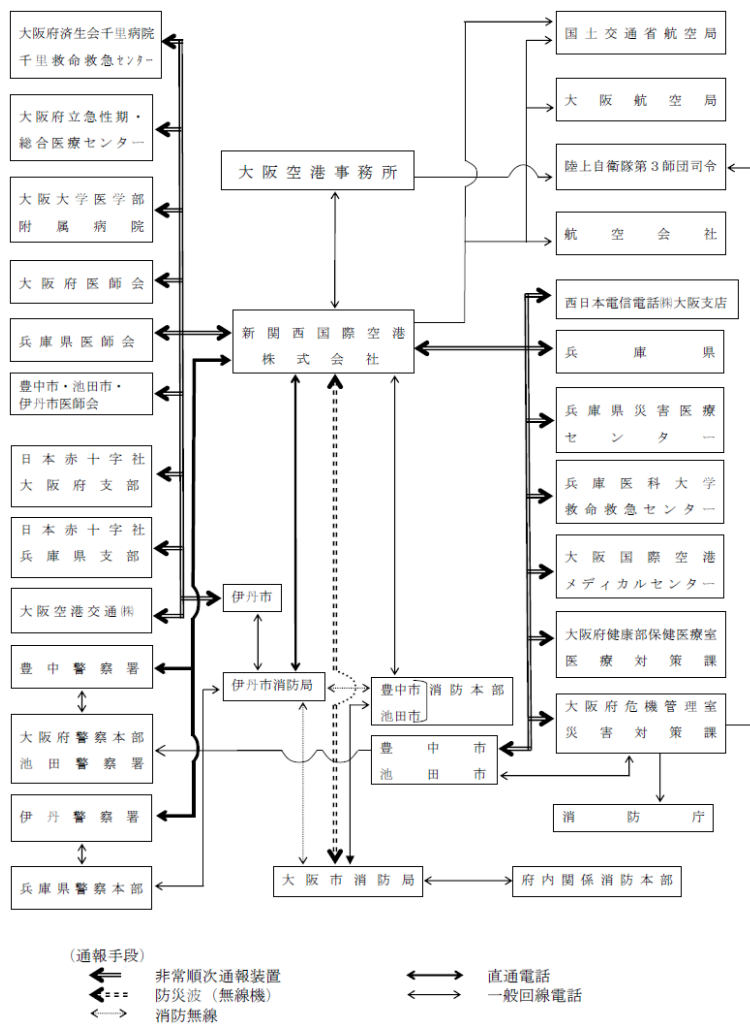 大阪府済生会千里病院
千里救命救急センター
大阪府立急性期・
総合医療センター
大阪大学医学部
附属病院
大阪府医師会
兵庫県医師会
豊中市・池田市・
伊丹市医師会
日本赤十字社
大阪府支部
日本赤十字社
兵庫県支部
大阪空港交通㈱
豊中警察署
大阪府警察本部
池田警察署
伊丹警察署
兵庫県警察本部
大阪空港事務所
新関西国際空港
株式会社
伊丹市
伊丹市消防局
豊中市 消防本部
池田市
豊中市
池田市
大阪市消防局
国土交通省航空局
大阪航空局
陸上自衛隊第3師団司令
航空会社
西日本電信電話㈱大阪支店
兵庫県
兵庫県災害医療
センター
兵庫医科大学
救命救急センター
大阪国際空港
メディカルセンター
大阪府健康部保健医療室
医療対策課
大阪府危機管理室
災害対策課
消防庁
府内関係消防本部
(通報手段)
非常順次通報装置
防災波(無線機)
消防無線
直通電話
一般回線電話